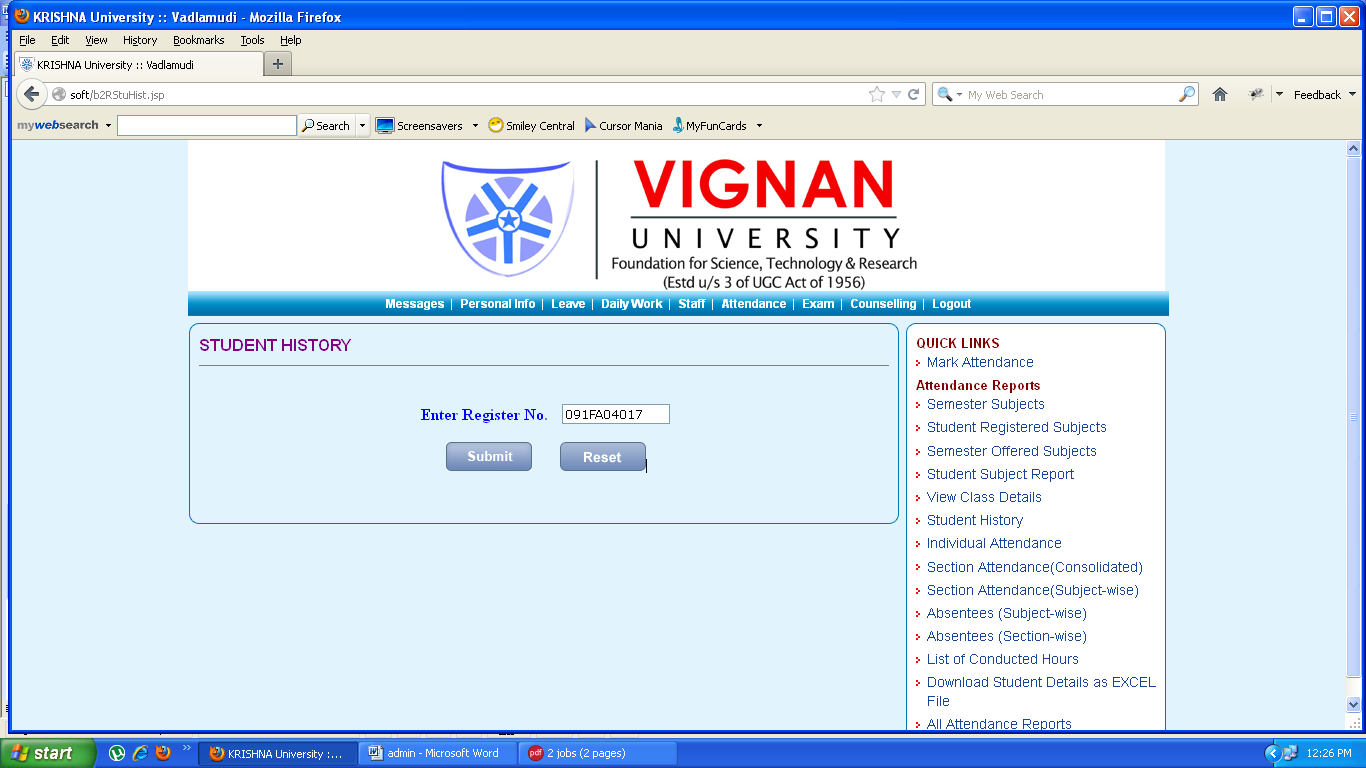 KRISHNA University :: Vadlamudi - Mozilla Firefox
File Edit View History Bookmarks Tools Help
KRISHNA University :: Vadlamudi
soft/b2RStuHist.jsp
My Web Search
Feedback
mywebsearch Search Screensavers Smiley Central Cursor Mania MyFunCards
VIGNAN
UNIVERSITY
Foundation for Science, Technology & Research
(Estd u/s 3 of UGC Act of 1956)
Messages | Personal Info | Leave | Daily Work | Staff | Attendance | Exam | Counselling | Logout
STUDENT HISTORY
Enter Register No. 091FA04017
Submit Reset
QUICK LINKS
Mark Attendance
Attendance Reports
Semester Subjects
Student Registered Subjects
Semester Offered Subjects
Student Subject Report
View Class Details
Student History
Individual Attendance
Section Attendance(Consolidated)
Section Attendance(Subject-wise)
Absentees (Subject-wise)
Absentees (Section-wise)
List of Conducted Hours
Download Student Details as EXCEL
File
All Attendance Reports
start
KRISHNA University :...
admin - Microsoft Word
pdf 2 jobs (2 pages)
12:26 PM